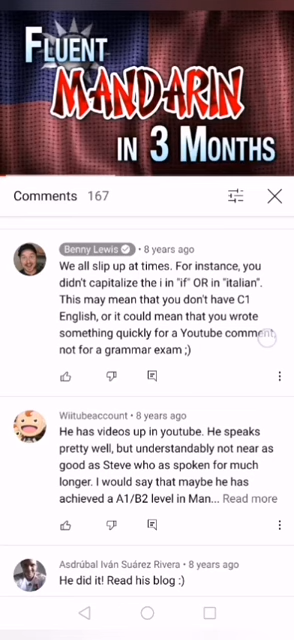 FLUENT
MANDARIN
IN 3 MONTHS
Comments 167
Benny Lewis • 8 years ago
We all slip up at times. For instance, you
didn't capitalize the i in "if" OR in "italian".
This may mean that you don't have C1
English, or it could mean that you wrote
something quickly for a Youtube comment,
not for a grammar exam ;)
Wiitubeaccount • 8 years ago
He has videos up in youtube. He speaks
pretty well, but understandably not near as
good as Steve who as spoken for much
longer. I would say that maybe he has
achieved a A1/B2 level in Man... Read more
Asdrúbal Iván Suárez Rivera • 8 years ago
He did it! Read his blog :)